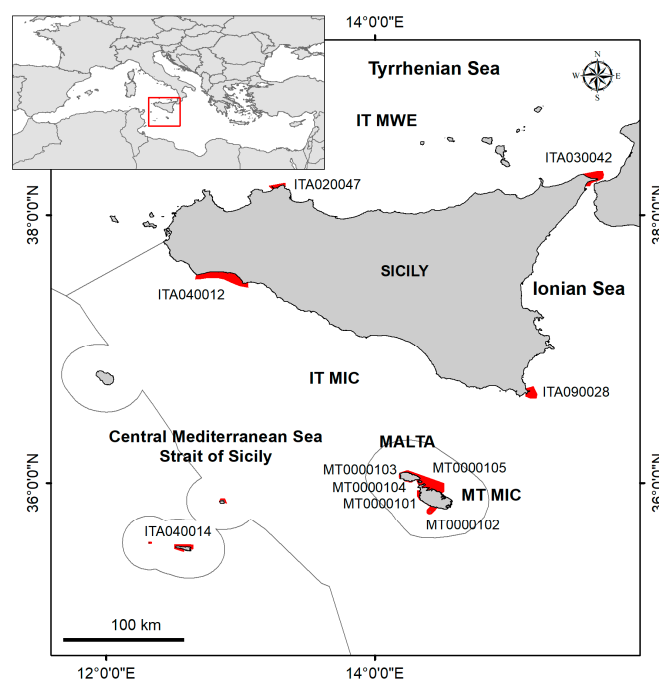 14°0'0"E
Tyrrhenian Sea
N
W E
S
IT MWE
ITA030042
ITA020047
38°0'0"N
38°0'0"N
SICILY
Ionian Sea
ITA040012
IT MIC
ITA090028
Central Mediterranean Sea
Strait of Sicily
MALTA
MT0000103
MT0000105
36°0'0"N
36°0'0"N
MT0000104
MT MIC
MT0000101
MT0000102
ITA040014
100 km
12°0'0"E
14°0'0"E